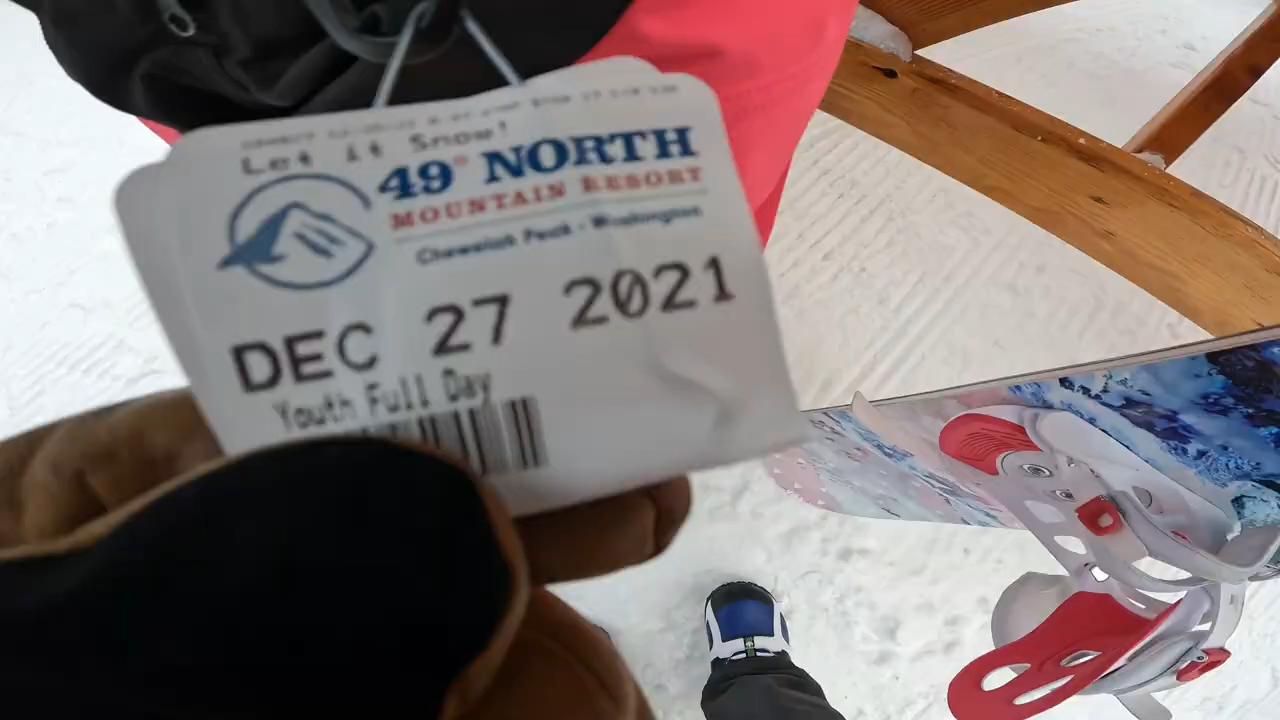 Let it Snow!
49° NORTH
MOUNTAIN RESORT
Chewelah Peak - Washington
DEC 27 2021
Youth Full Day